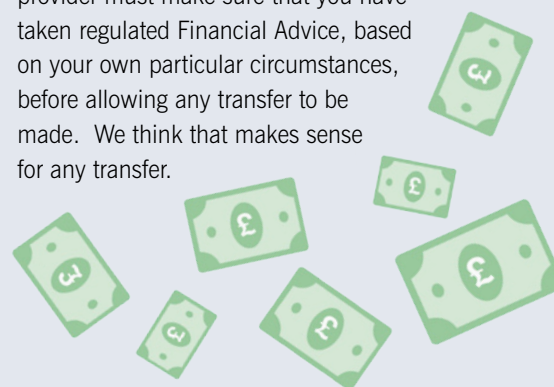 provider must make sure that you have
taken regulated Financial Advice, based
on your own particular circumstances,
before allowing any transfer to be
made.  We think that makes sense
for any transfer.
£
£
£
£
£
£
£